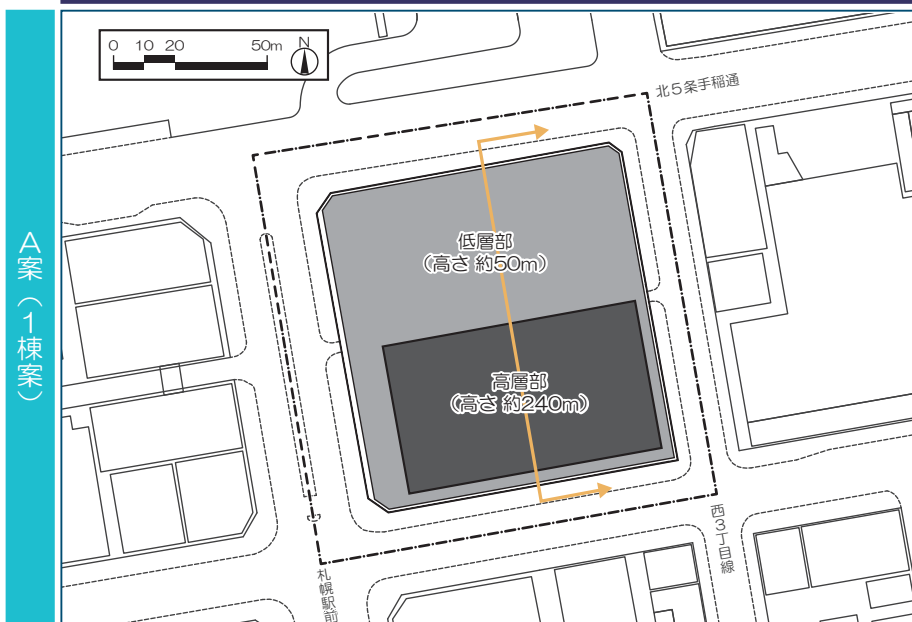 A案（1棟案）
0 10 20 50m N
北5条手稲通
低層部
（高さ 約50m）
高層部
（高さ 約240m）
西3丁目線
札幌駅前